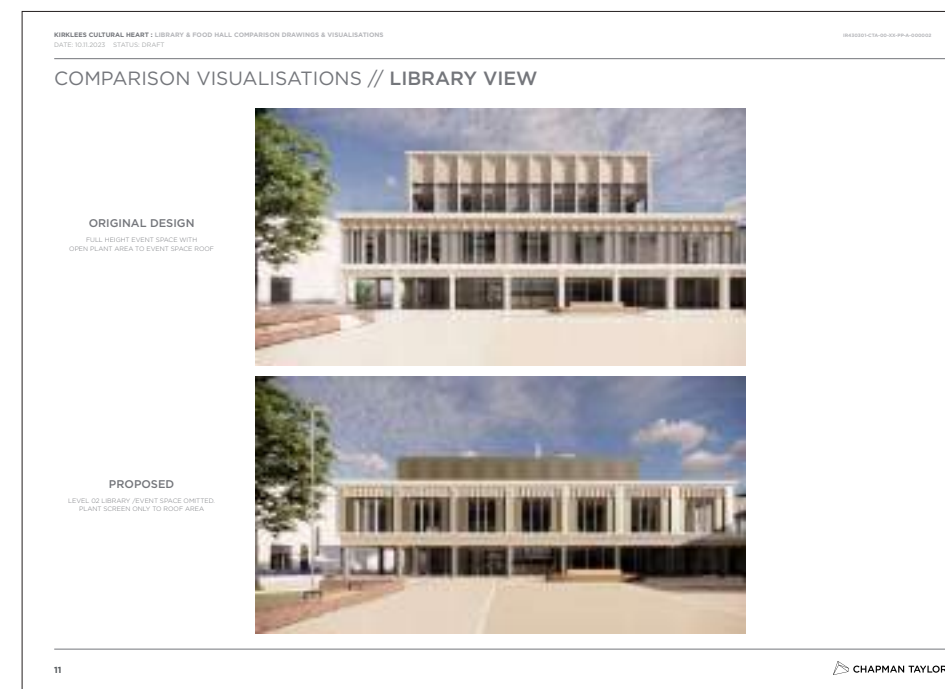 KIRKLEES CULTURAL HEART : LIBRARY & FOOD HALL COMPARISON DRAWINGS & VISUALISATIONS
DATE: 10.11.2023 STATUS: DRAFT
COMPARISON VISUALISATIONS // LIBRARY VIEW
ORIGINAL DESIGN
FULL HEIGHT EVENT SPACE WITH
OPEN PLANT AREA TO EVENT SPACE ROOF
PROPOSED
LEVEL 02 LIBRARY /EVENT SPACE OMITTED.
PLANT SCREEN ONLY TO ROOF AREA
11
CHAPMAN TAYLOR